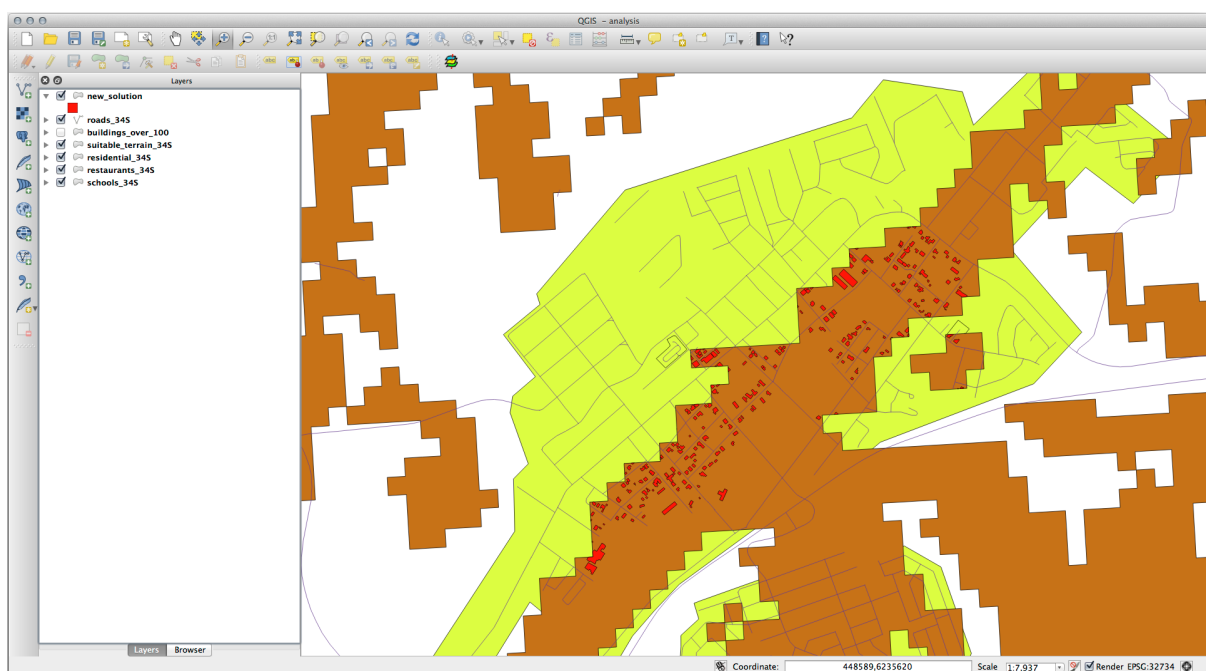 QGIS - analysis
Layers
new_solution
roads_34S
buildings_over_100
suitable_terrain_34S
residential_34S
restaurants_34S
schools_34S
Layers
Browser
Coordinate:
448589,6235620
Scale
1:7,937
Render
EPSG:32734